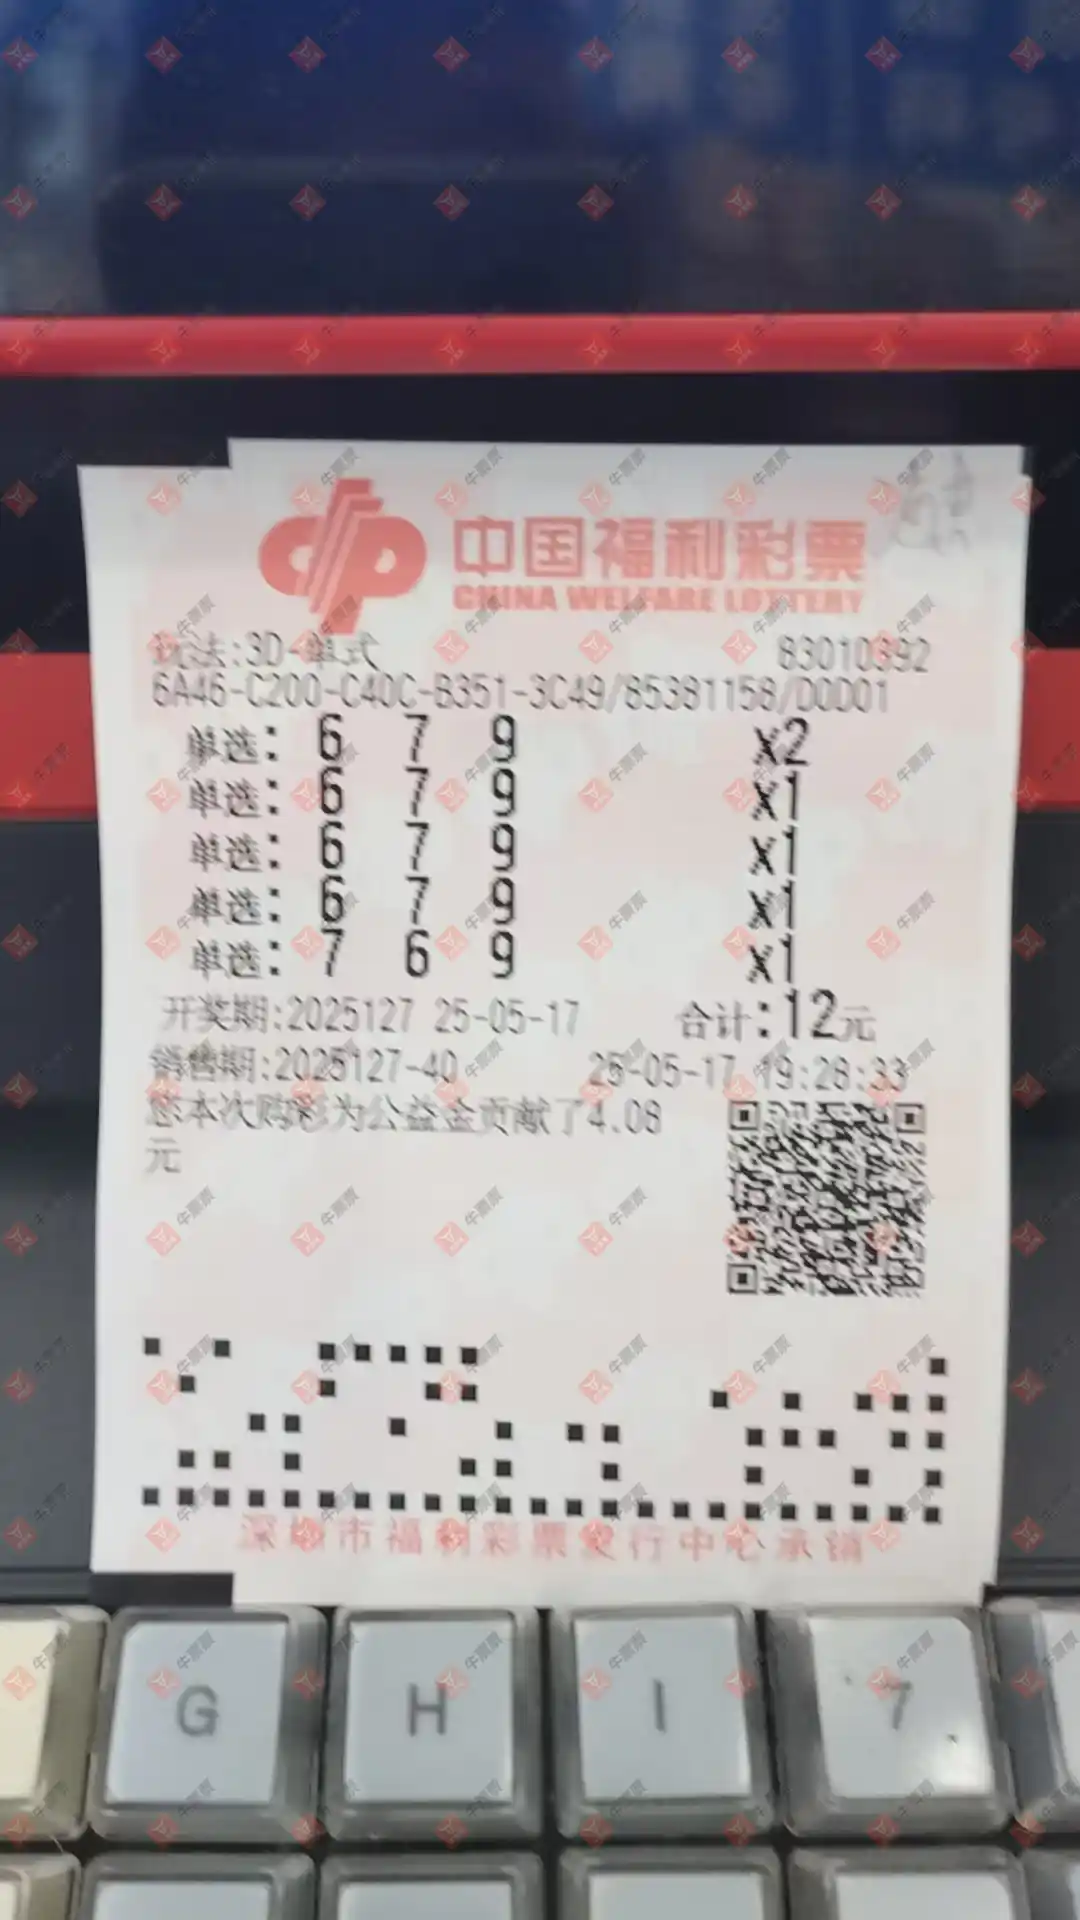 中国福利彩票
CHINA WELFARE LOTTERY
玩法:3D-单式 83010392
6A46-C200-C40C-B351-3C49/85381158/D0D01
单选: 6 7 9 x2
单选: 6 7 9 x1
单选: 6 7 9 x1
单选: 6 7 9 x1
单选: 7 6 9 x1
开奖期:2025127 25-05-17 合计:12元
销售期:2025127-40 25-05-17 19:28:33
您本次购彩为公益金贡献了4.08
元
深圳市福利彩票发行中心承销
G H I 7
牛票票